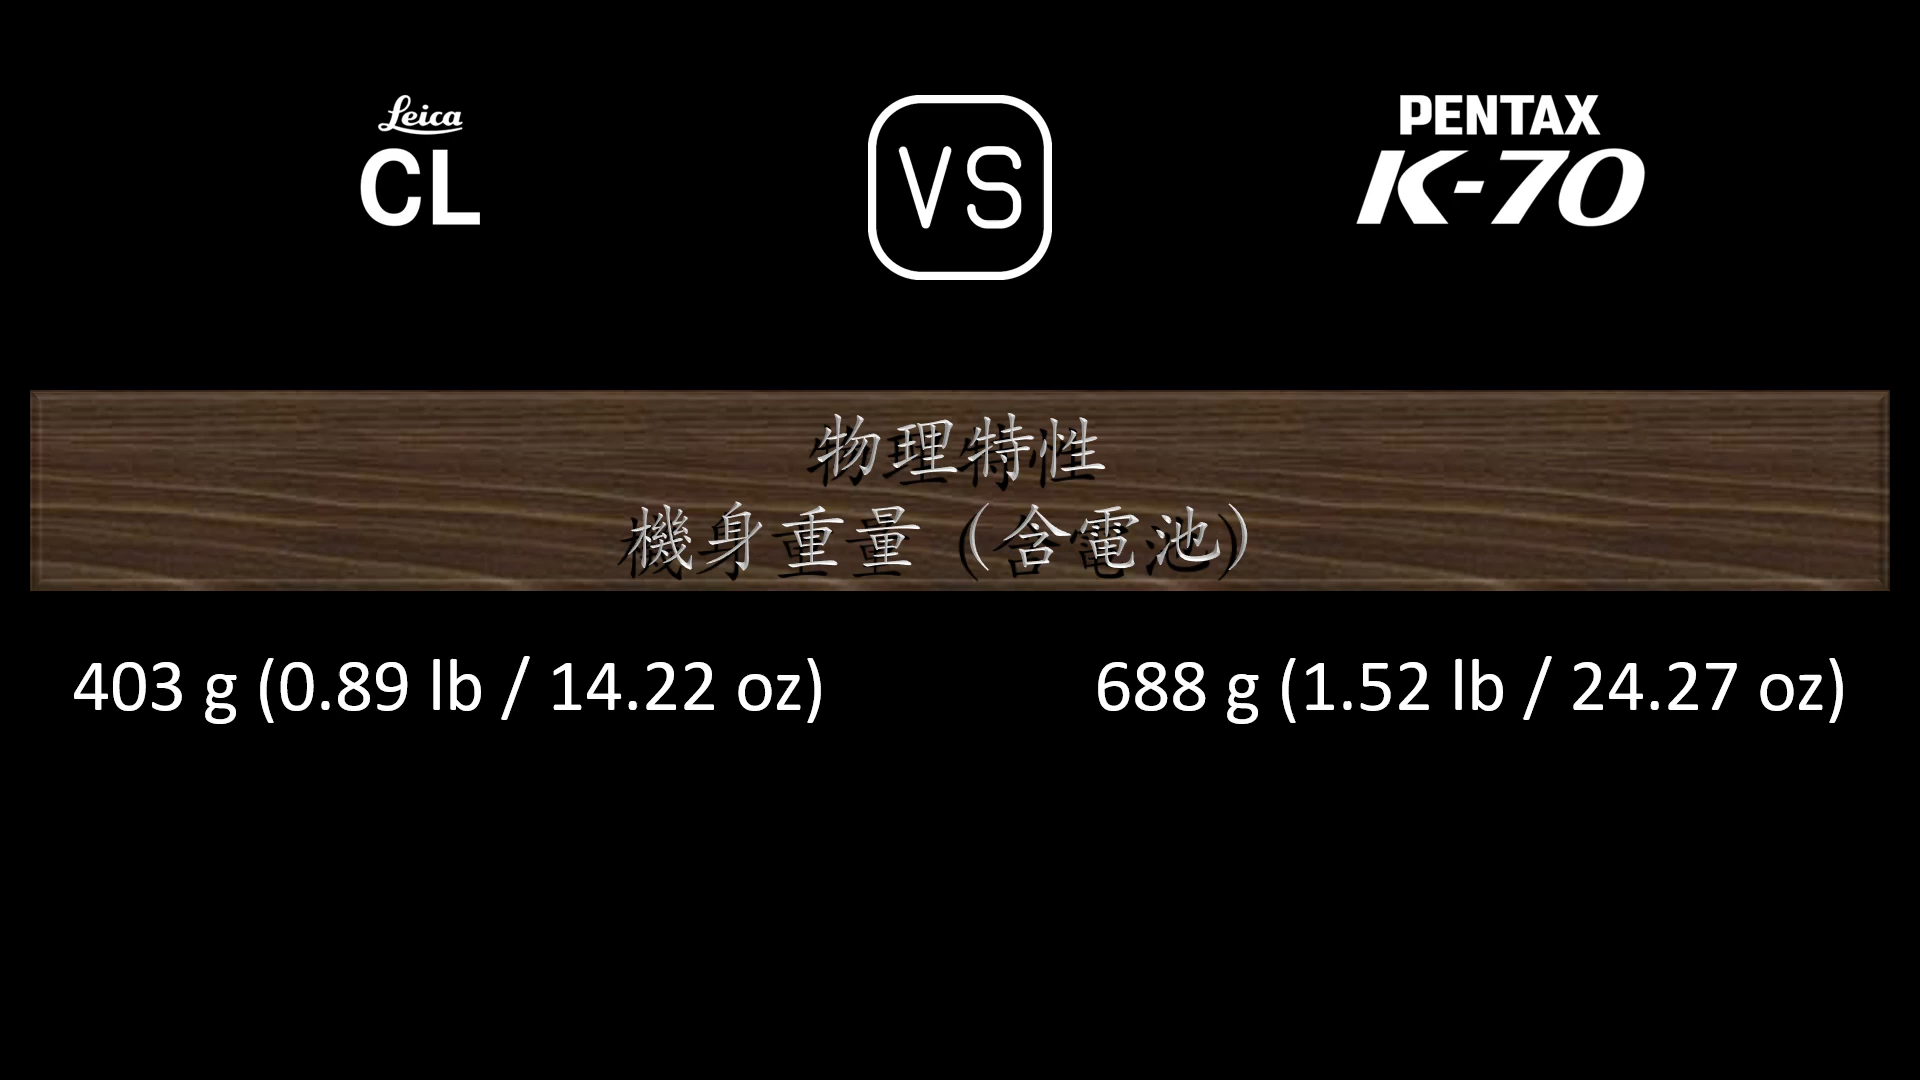 Leica
CL
VS
PENTAX
K-70
物理特性
機身重量（含電池）
403 g (0.89 lb / 14.22 oz)
688 g (1.52 lb / 24.27 oz)